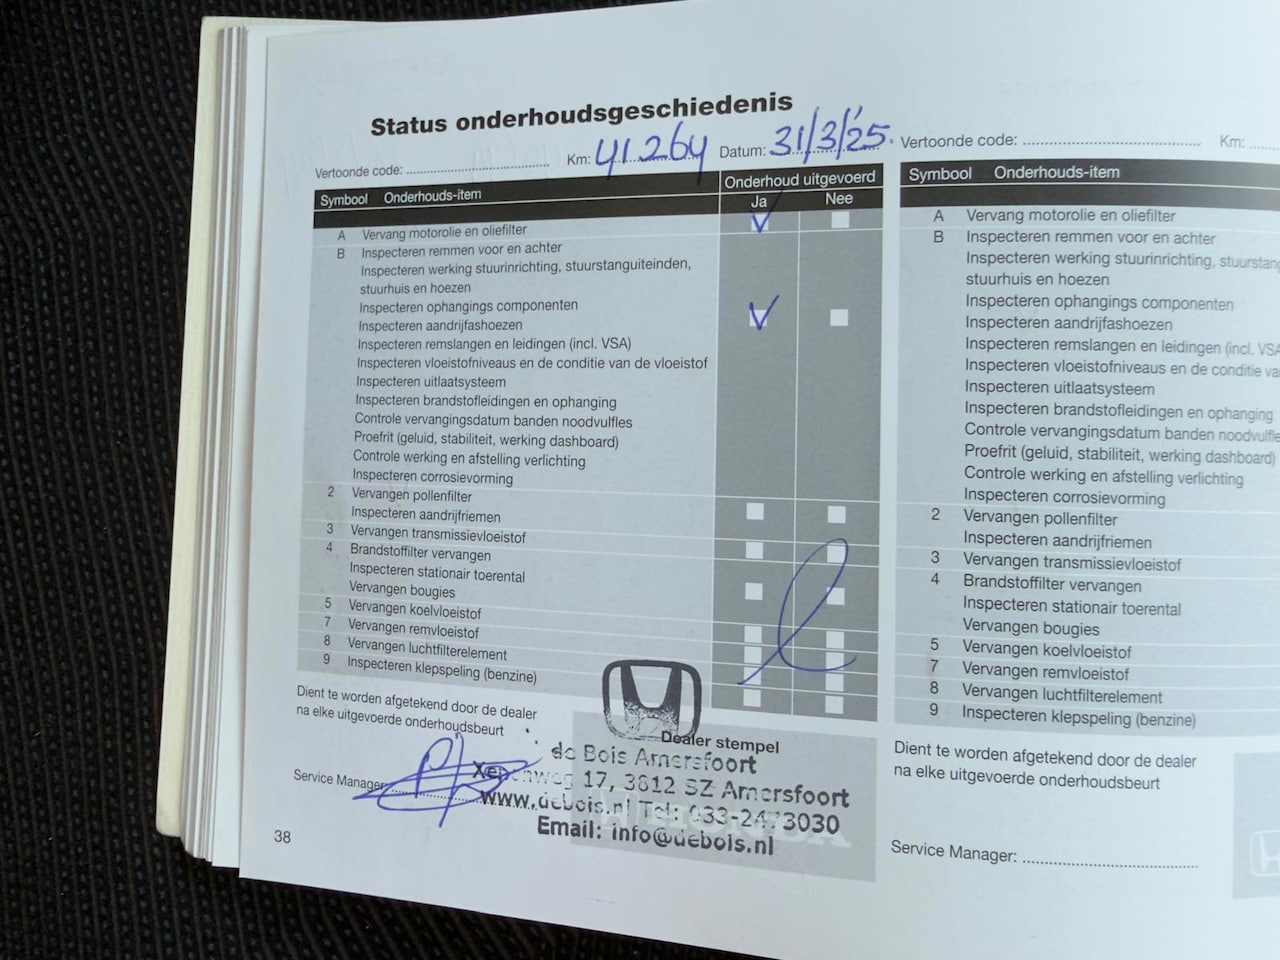 Status onderhoudsgeschiedenis
Vertoonde code: Km: 41264 Datum: 31/3/'25.
Symbool Onderhouds-item Onderhoud uitgevoerd
Ja Nee
A Vervang motorolie en oliefilter
B Inspecteren remmen voor en achter
Inspecteren werking stuurinrichting, stuurstanguiteinden,
stuurhuis en hoezen
Inspecteren ophangings componenten
Inspecteren aandrijfashoezen
Inspecteren remslangen en leidingen (incl. VSA)
Inspecteren vloeistofniveaus en de conditie van de vloeistof
Inspecteren uitlaatsysteem
Inspecteren brandstofleidingen en ophanging
Controle vervangingsdatum banden noodvulfles
Proefrit (geluid, stabiliteit, werking dashboard)
Controle werking en afstelling verlichting
Inspecteren corrosievorming
2 Vervangen pollenfilter
Inspecteren aandrijfriemen
3 Vervangen transmissievloeistof
4 Brandstoffilter vervangen
Inspecteren stationair toerental
Vervangen bougies
5 Vervangen koelvloeistof
7 Vervangen remvloeistof
8 Vervangen luchtfilterelement
9 Inspecteren klepspeling (benzine)
Dient te worden afgetekend door de dealer
na elke uitgevoerde onderhoudsbeurt
Service Manager:
Dealer stempel
de Bois Amersfoort
17, 3812 SZ Amersfoort
www.debois.nl Tel:
Email: info@debois.nl
38
Vertoonde code: Km:
Symbool Onderhouds-item
A Vervang motorolie en oliefilter
B Inspecteren remmen voor en achter
Inspecteren werking stuurinrichting,
stuurhuis en hoezen
Inspecteren ophangings componenten
Inspecteren aandrijfashoezen
Inspecteren remslangen en leidingen (incl. VSA
Inspecteren vloeistofniveaus en de conditie
Inspecteren uitlaatsysteem
Inspecteren brandstofleidingen en ophanging
Controle vervangingsdatum banden
Proefrit (geluid, stabiliteit, werking dashboard)
Controle werking en afstelling verlichting
Inspecteren corrosievorming
2 Vervangen pollenfilter
Inspecteren aandrijfriemen
3 Vervangen transmissievloeistof
4 Brandstoffilter vervangen
Inspecteren stationair toerental
Vervangen bougies
5 Vervangen koelvloeistof
7 Vervangen remvloeistof
8 Vervangen luchtfilterelement
9 Inspecteren klepspeling (benzine)
Dient te worden afgetekend door de dealer
na elke uitgevoerde onderhoudsbeurt
Service Manager: